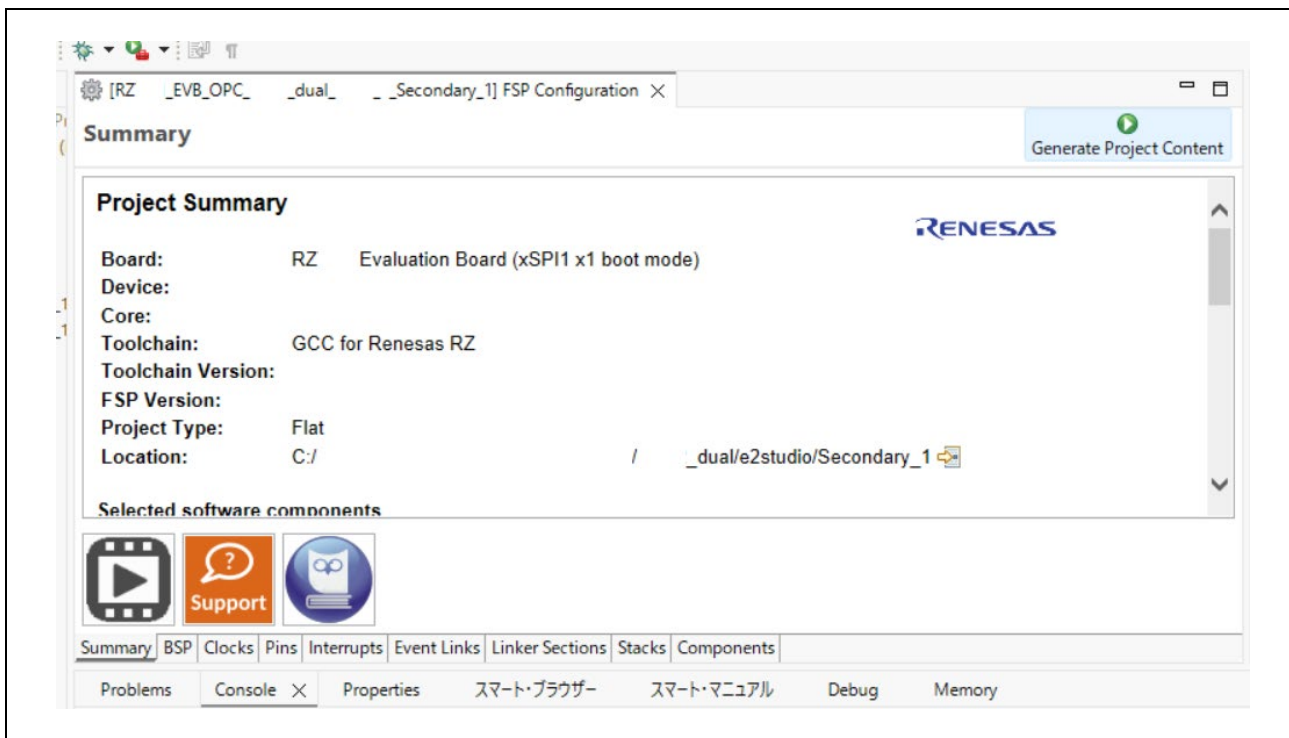 [RZ _EVB_OPC_ _dual_ _ _Secondary_1] FSP Configuration
Summary
Generate Project Content
Project Summary
RENESAS
Board: RZ Evaluation Board (xSPI1 x1 boot mode)
Device:
Core:
Toolchain: GCC for Renesas RZ
Toolchain Version:
FSP Version:
Project Type: Flat
Location: C:/ / _dual/e2studio/Secondary_1
Selected software components
Support
Summary BSP Clocks Pins Interrupts Event Links Linker Sections Stacks Components
Problems Console Properties スマート・ブラウザー スマート・マニュアル Debug Memory